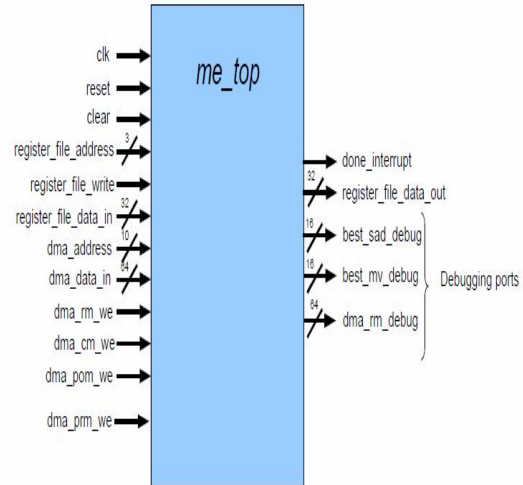 me_top
clk
reset
clear
3
register_file_address
register_file_write
32
register_file_data_in
10
dma_address
64
dma_data_in
dma_rm_we
dma_cm_we
dma_pom_we
dma_prm_we
done_interrupt
32
register_file_data_out
16
best_sad_debug
16
best_mv_debug
64
dma_rm_debug
Debugging ports